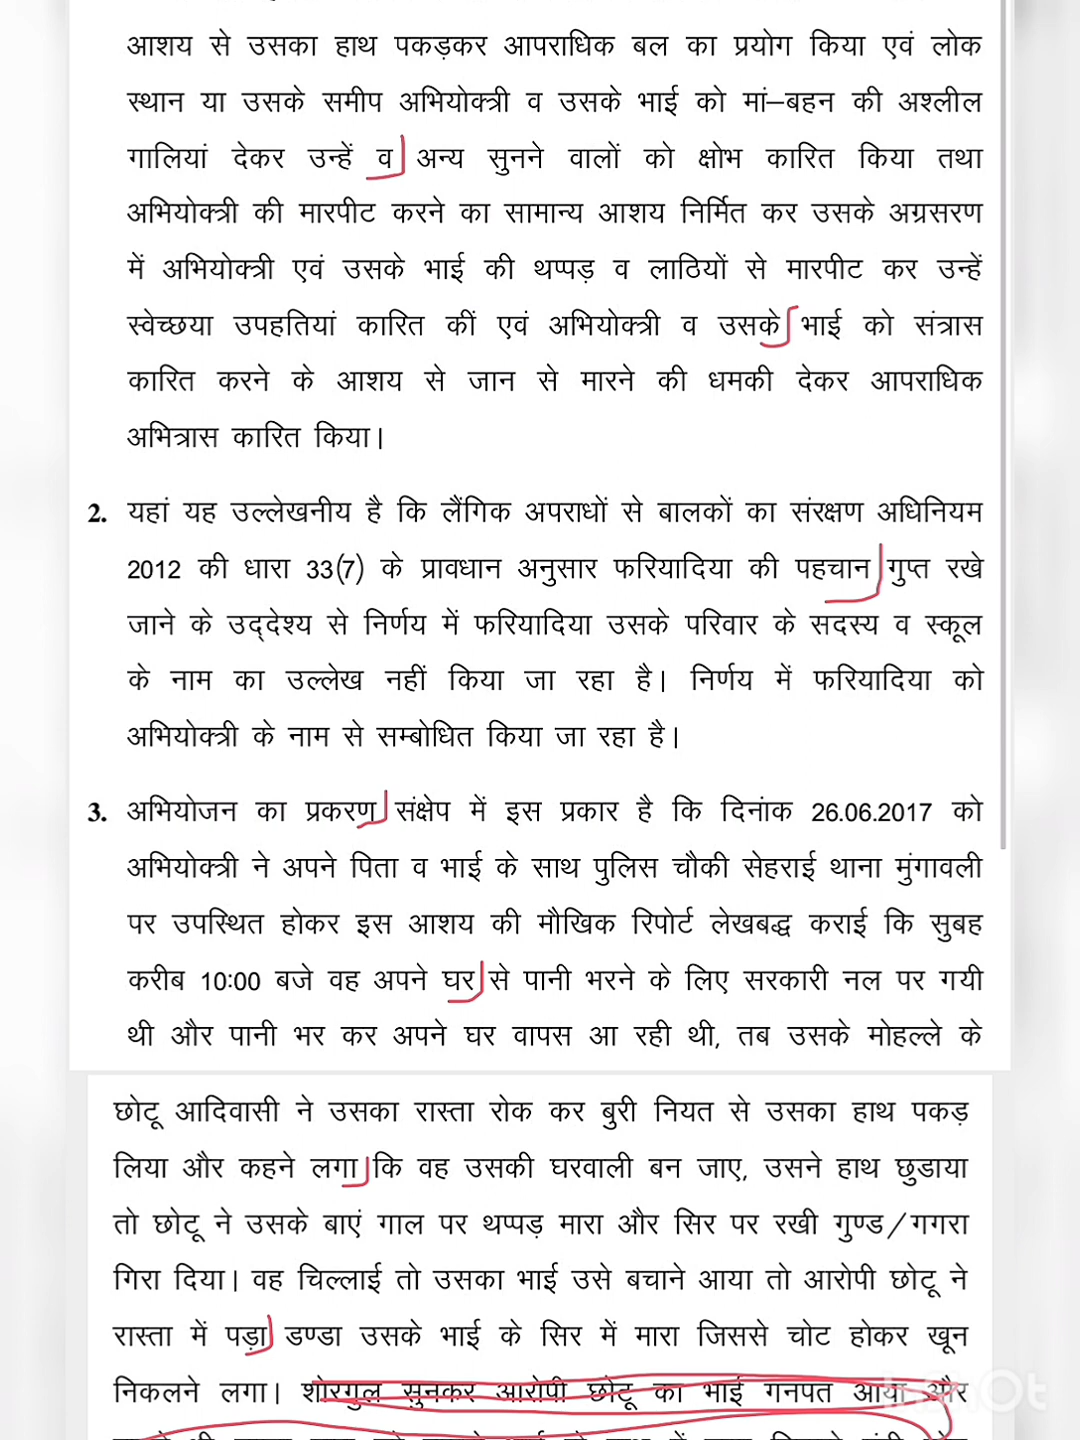 आशय से उसका हाथ पकड़कर आपराधिक बल का प्रयोग किया एवं लोक
स्थान या उसके समीप अभियोक्त्री व उसके भाई को मां–बहन की अश्लील
गालियां देकर उन्हें व अन्य सुनने वालों को क्षोभ कारित किया तथा
अभियोक्त्री की मारपीट करने का सामान्य आशय निर्मित कर उसके अग्रसरण
में अभियोक्त्री एवं उसके भाई की थप्पड़ व लाठियों से मारपीट कर उन्हें
स्वेच्छया उपहतियां कारित कीं एवं अभियोक्त्री व उसके भाई को संत्रास
कारित करने के आशय से जान से मारने की धमकी देकर आपराधिक
अभित्रास कारित किया।
2. यहां यह उल्लेखनीय है कि लैंगिक अपराधों से बालकों का संरक्षण अधिनियम
2012 की धारा 33(7) के प्रावधान अनुसार फरियादिया की पहचान गुप्त रखे
जाने के उद्देश्य से निर्णय में फरियादिया उसके परिवार के सदस्य व स्कूल
के नाम का उल्लेख नहीं किया जा रहा है। निर्णय में फरियादिया को
अभियोक्त्री के नाम से सम्बोधित किया जा रहा है।
3. अभियोजन का प्रकरण संक्षेप में इस प्रकार है कि दिनांक 26.06.2017 को
अभियोक्त्री ने अपने पिता व भाई के साथ पुलिस चौकी सेहराई थाना मुंगावली
पर उपस्थित होकर इस आशय की मौखिक रिपोर्ट लेखबद्ध कराई कि सुबह
करीब 10:00 बजे वह अपने घर से पानी भरने के लिए सरकारी नल पर गयी
थी और पानी भर कर अपने घर वापस आ रही थी, तब उसके मोहल्ले के
छोटू आदिवासी ने उसका रास्ता रोक कर बुरी नियत से उसका हाथ पकड़
लिया और कहने लगा कि वह उसकी घरवाली बन जाए, उसने हाथ छुडाया
तो छोटू ने उसके बाएं गाल पर थप्पड़ मारा और सिर पर रखी गुण्ड/गगरा
गिरा दिया। वह चिल्लाई तो उसका भाई उसे बचाने आया तो आरोपी छोटू ने
रास्ता में पड़ा डण्डा उसके भाई के सिर में मारा जिससे चोट होकर खून
निकलने लगा। शोरगुल सुनकर आरोपी छोटू का भाई गनपत आया और